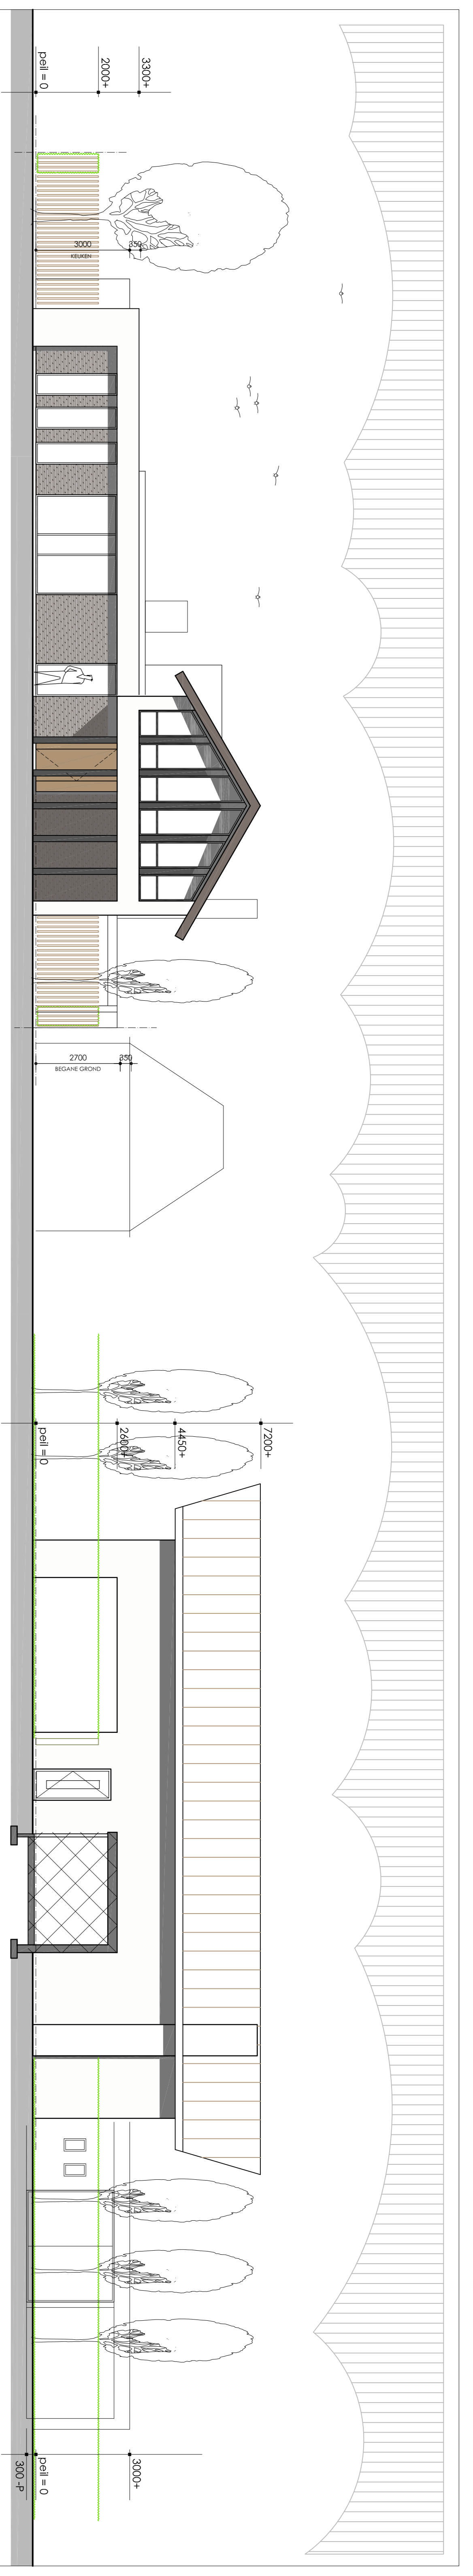 3300+
2000+
peil = 0
3000
350
KEUKEN
2700
350
BEGANE GROND
7200+
4450+
2600+
peil = 0
3000+
peil = 0
300 -P